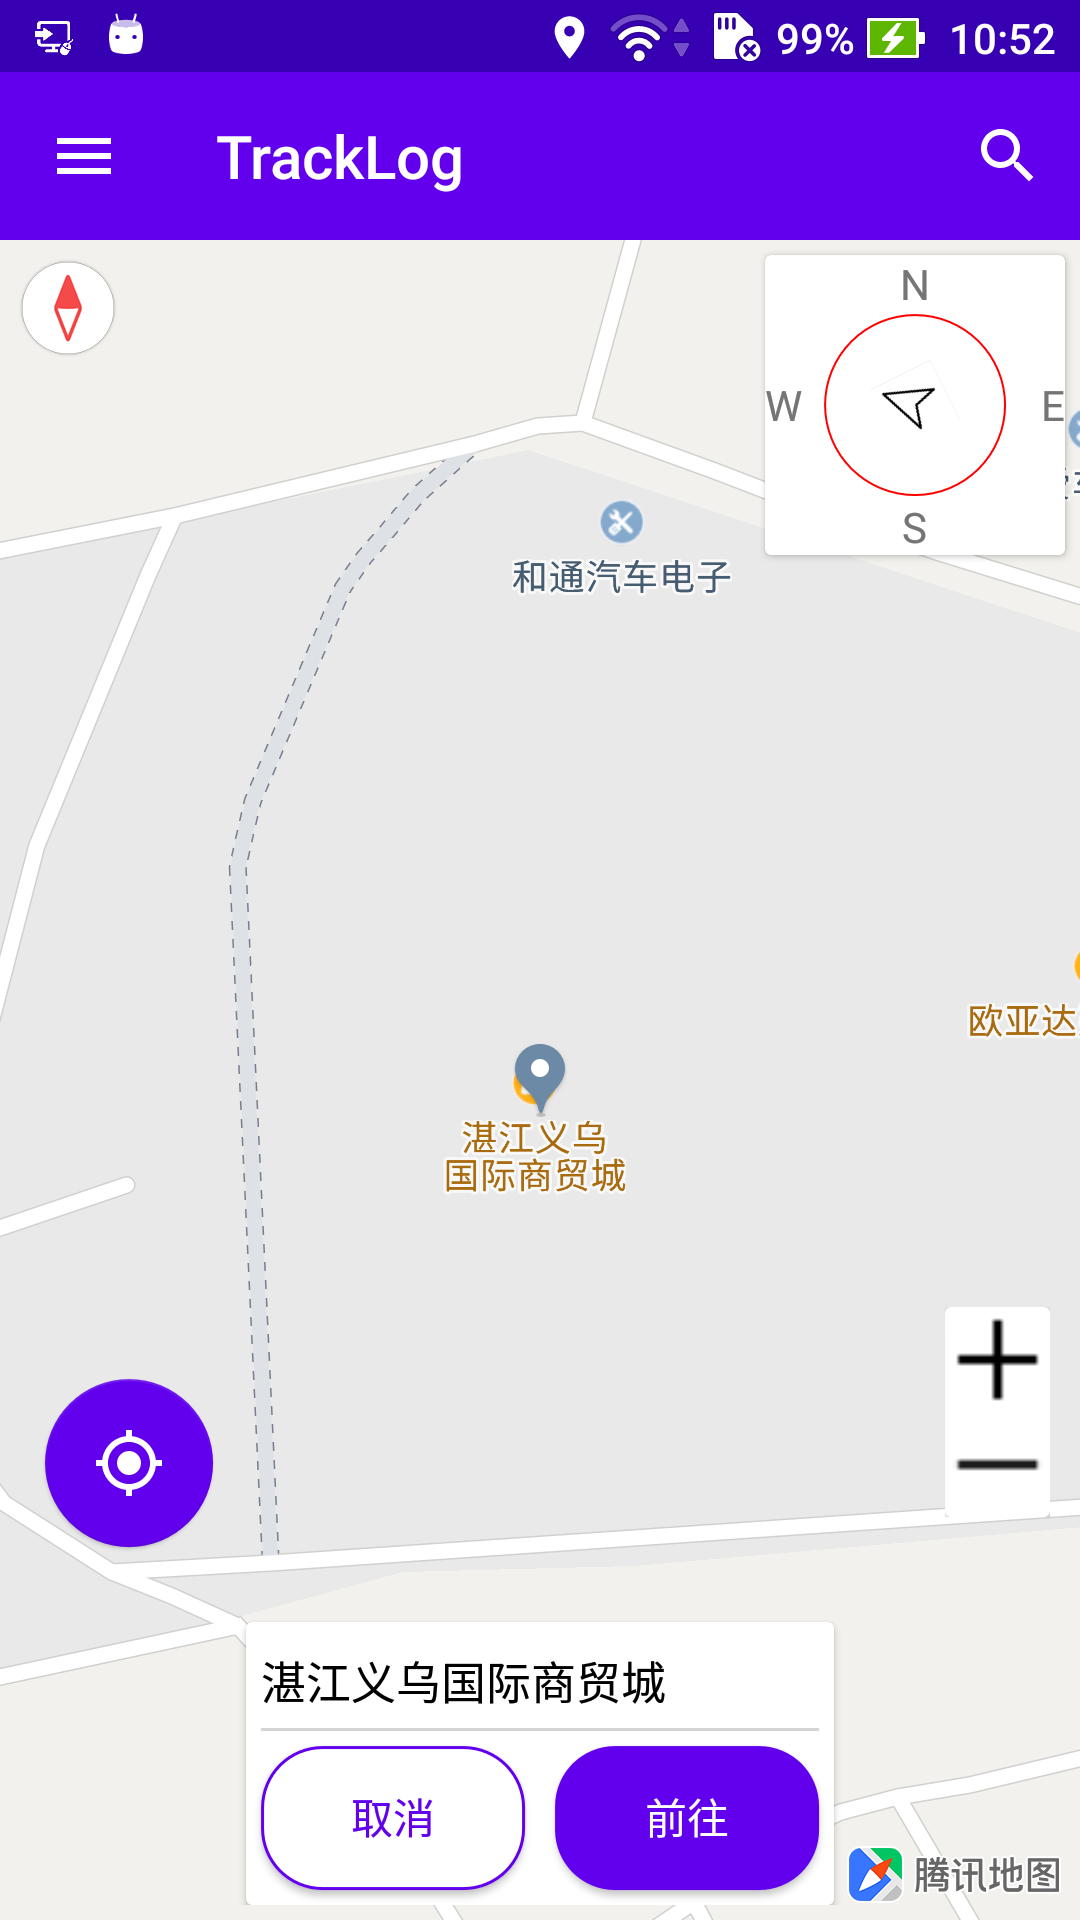 99% 10:52
TrackLog
N
W E
S
和通汽车电子
欧亚达
湛江义乌
国际商贸城
湛江义乌国际商贸城
取消 前往
腾讯地图